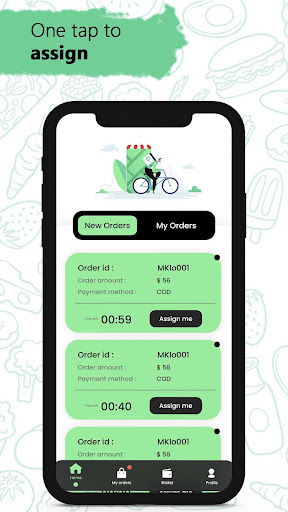 One tap to
assign
New Orders My Orders
Order id : MKlo001
Order amount : $ 56
Payment method : COD
Time left 00:59 Assign me
Order id : MKlo001
Order amount : $ 56
Payment method : COD
Time left 00:40 Assign me
Order id : MKlo001
Order amount : $ 56
Home My orders Wallet Profile